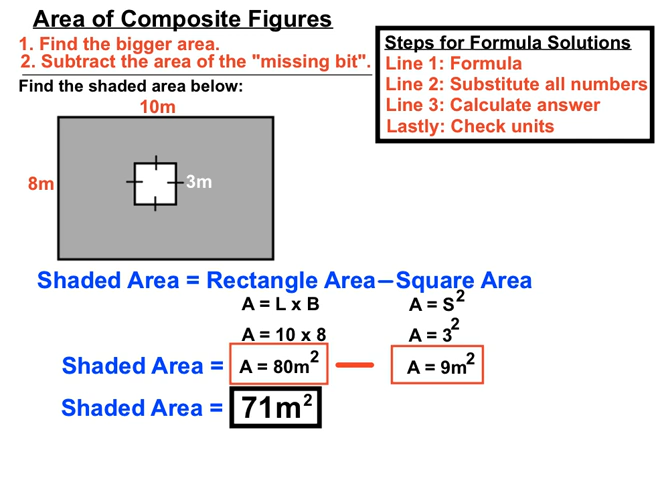 Area of Composite Figures
1. Find the bigger area.
2. Subtract the area of the "missing bit".
Find the shaded area below:
10m
8m
3m
Steps for Formula Solutions
Line 1: Formula
Line 2: Substitute all numbers
Line 3: Calculate answer
Lastly: Check units
Shaded Area = Rectangle Area – Square Area
A = L x B A = S²
A = 10 x 8 A = 3²
Shaded Area = A = 80m² — A = 9m²
Shaded Area = 71m²